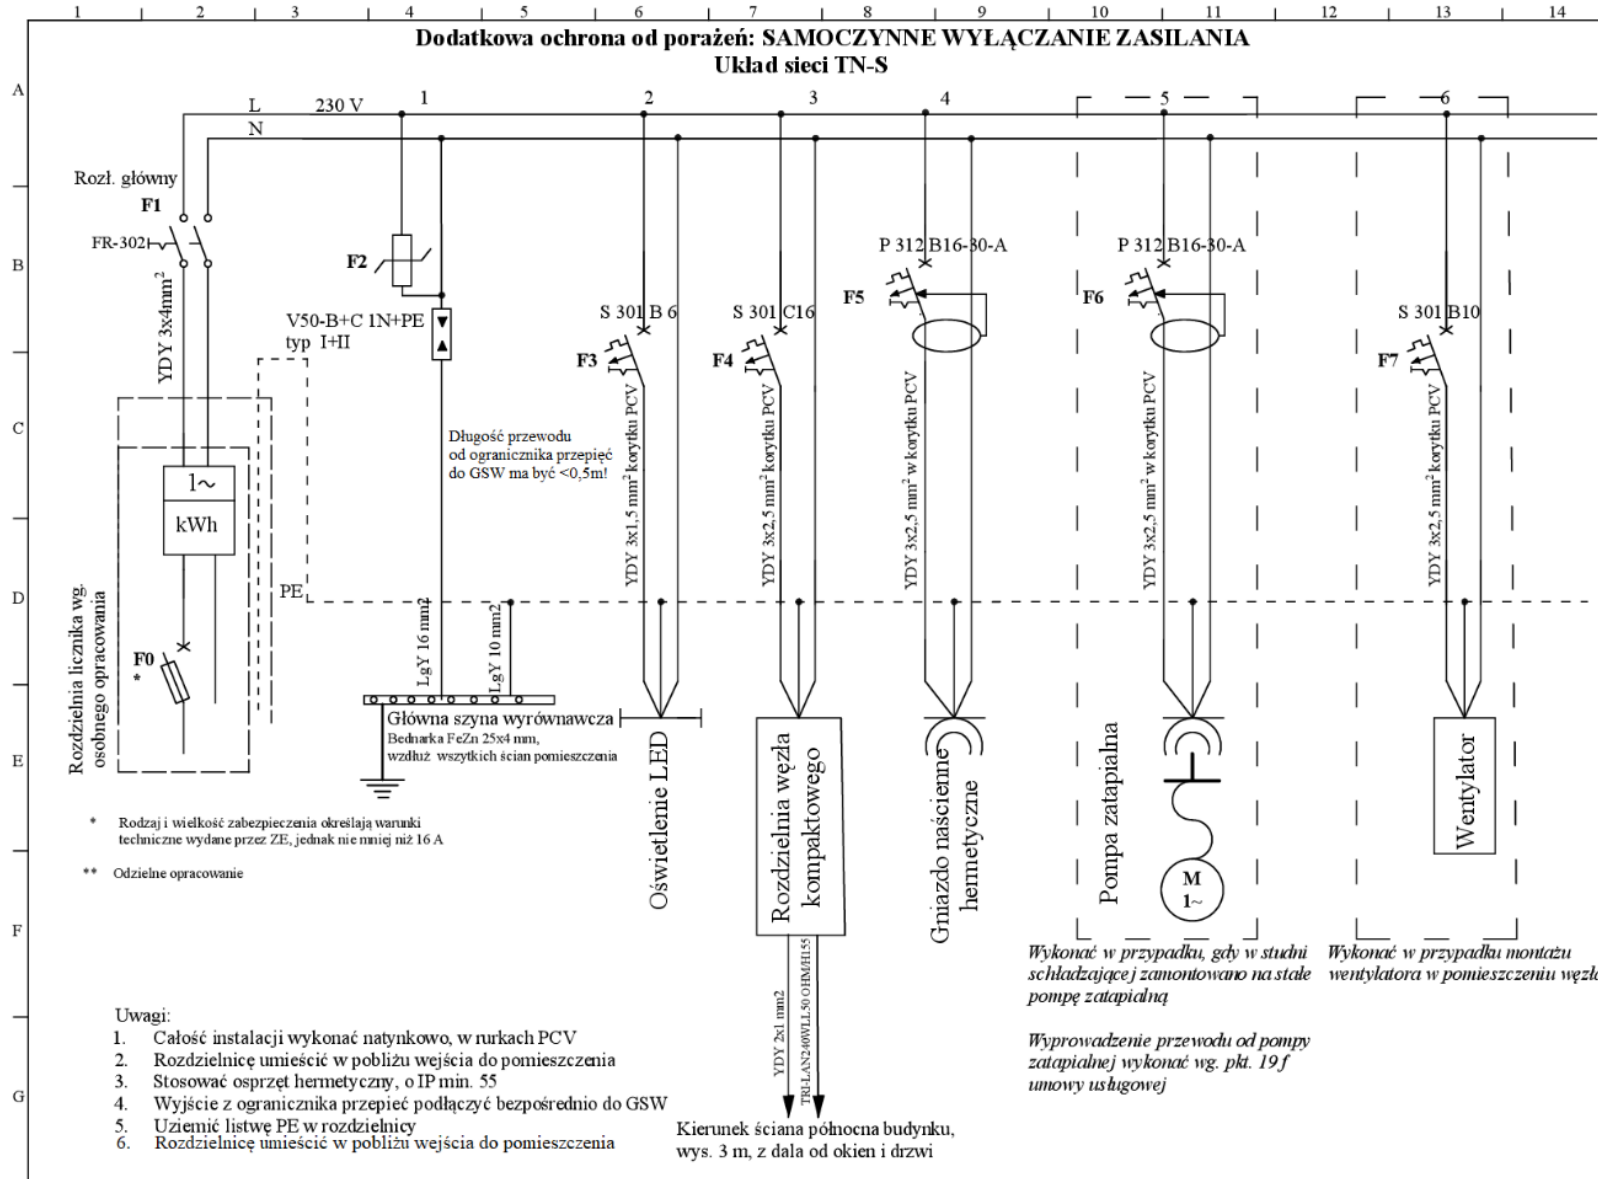 1 2 3 4 5 6 7 8 9 10 11 12 13 14
Dodatkowa ochrona od porażeń: SAMOCZYNNE WYŁĄCZANIE ZASILANIA
Układ sieci TN-S
A
B
C
D
E
F
G
L 230 V
N
1 2 3 4 5 6
Rozł. główny
F1
FR-302
YDY 3x4mm²
1~
kWh
F0
*
Rozdzielnia licznika wg.
osobnego opracowania
PE
F2
V50-B+C 1N+PE
typ I+II
Długość przewodu
od ogranicznika przepięć
do GSW ma być <0,5m!
LgY 16 mm2
LgY 10 mm2
Główna szyna wyrównawcza
Bednarka FeZn 25x4 mm,
wzdłuż wszytkich ścian pomieszczenia
S 301 B 6
F3
YDY 3x1,5 mm² korytku PCV
Oświetlenie LED
S 301 C16
F4
YDY 3x2,5 mm² korytku PCV
Rozdzielnia węzła
kompaktowego
YDY 2x1 mm2
TRI-LAN240WLL50 OHM/H155
Kierunek ściana północna budynku,
wys. 3 m, z dala od okien i drzwi
P 312 B16-30-A
F5
YDY 3x2,5 mm² w korytku PCV
Gniazdo naścienne
hermetyczne
P 312 B16-30-A
F6
YDY 3x2,5 mm² w korytku PCV
Pompa zatapialna
M
1~
Wykonać w przypadku, gdy w studni
schładzającej zamontowano na stałe
pompę zatapialną
Wyprowadzenie przewodu od pompy
zatapialnej wykonać wg. pkt. 19 f
umowy usługowej
S 301 B10
F7
YDY 3x2,5 mm² korytku PCV
Wentylator
Wykonać w przypadku montażu
wentylatora w pomieszczeniu
* Rodzaj i wielkość zabezpieczenia określają warunki
techniczne wydane przez ZE, jednak nie mniej niż 16 A
** Odzielne opracowanie
Uwagi:
1. Całość instalacji wykonać natynkowo, w rurkach PCV
2. Rozdzielnicę umieścić w pobliżu wejścia do pomieszczenia
3. Stosować osprzęt hermetyczny, o IP min. 55
4. Wyjście z ogranicznika przepieć podłączyć bezpośrednio do GSW
5. Uziemić listwę PE w rozdzielnicy
6. Rozdzielnicę umieścić w pobliżu wejścia do pomieszczenia